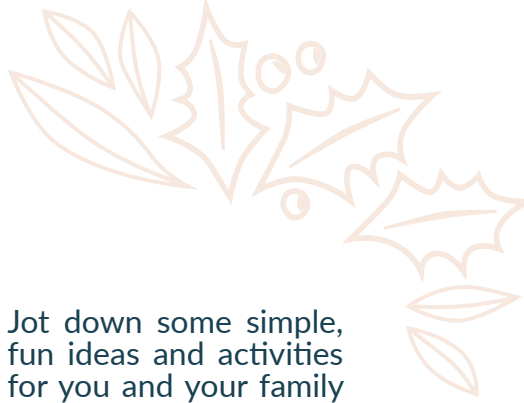 Jot down some simple,
fun ideas and activities
for you and your family